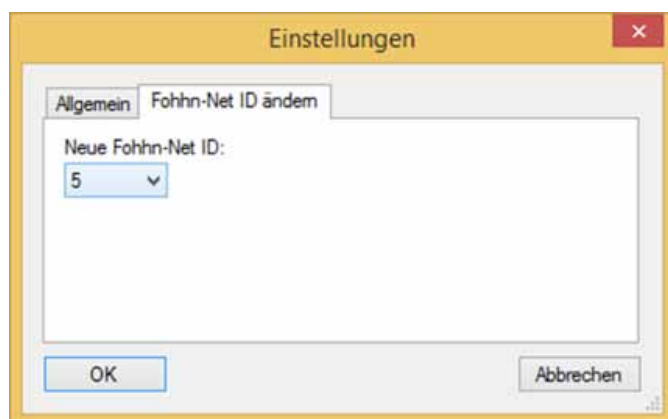 Einstellungen
Allgemein
Fohhn-Net ID ändern
Neue Fohhn-Net ID:
5
OK
Abbrechen